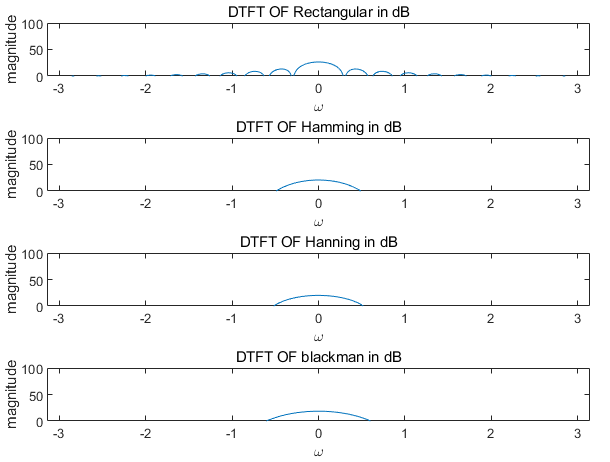 DTFT OF Rectangular in dB
magnitude
100
50
0
-3 -2 -1 0 1 2 3
ω
DTFT OF Hamming in dB
magnitude
100
50
0
-3 -2 -1 0 1 2 3
ω
DTFT OF Hanning in dB
magnitude
100
50
0
-3 -2 -1 0 1 2 3
ω
DTFT OF blackman in dB
magnitude
100
50
0
-3 -2 -1 0 1 2 3
ω